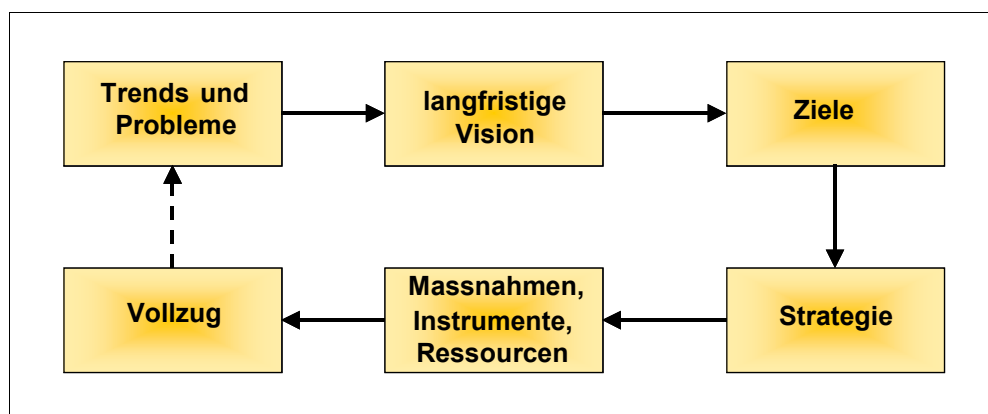 Trends und
Probleme
langfristige
Vision
Ziele
Vollzug
Massnahmen,
Instrumente,
Ressourcen
Strategie